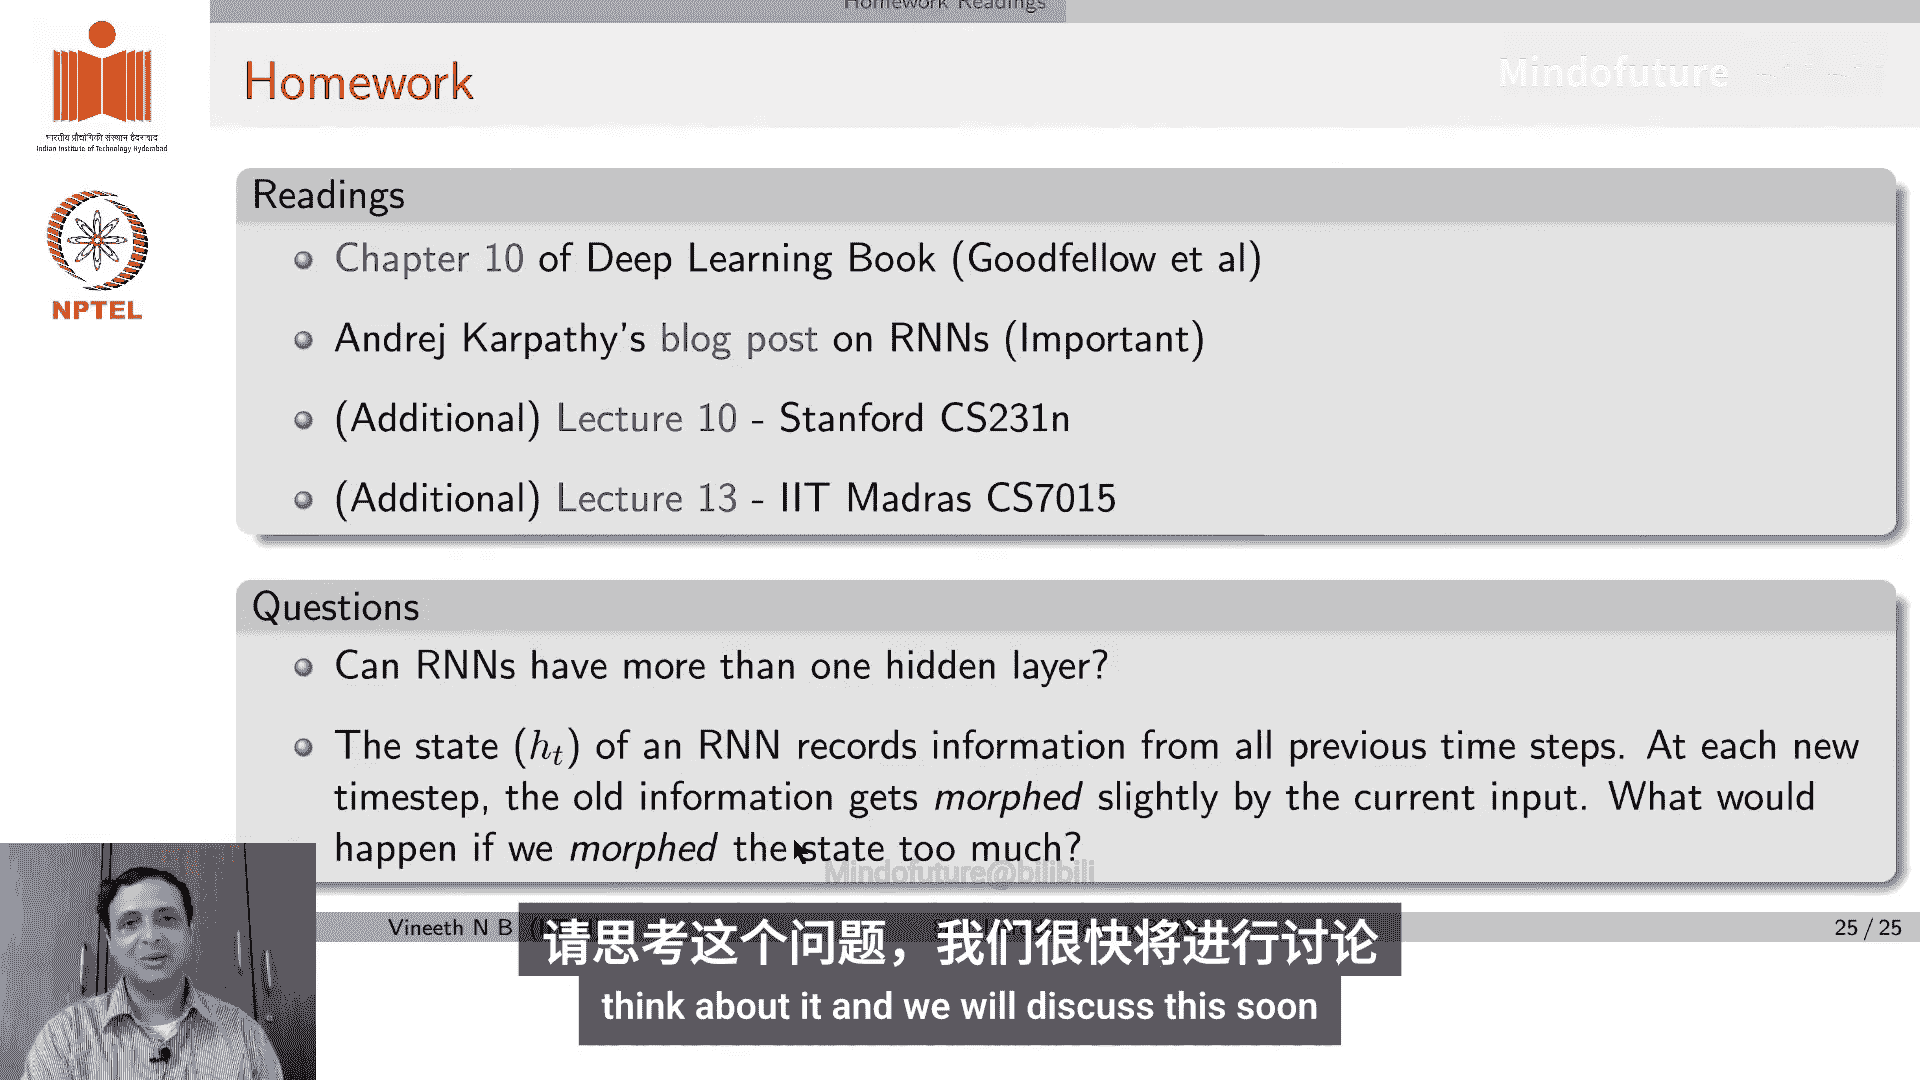 Homework Readings
Homework
Mindofuture
भारतीय प्रौद्योगिकी संस्थान हैदराबाद
Indian Institute of Technology Hyderabad
NPTEL
Readings
Chapter 10 of Deep Learning Book (Goodfellow et al)
Andrej Karpathy's blog post on RNNs (Important)
(Additional) Lecture 10 - Stanford CS231n
(Additional) Lecture 13 - IIT Madras CS7015
Questions
Can RNNs have more than one hidden layer?
The state (hₜ) of an RNN records information from all previous time steps. At each new
timestep, the old information gets morphed slightly by the current input. What would
happen if we morphed the state too much?
Mindofuture@bilibili
Vineeth N B
25 / 25
请思考这个问题，我们很快将进行讨论
think about it and we will discuss this soon